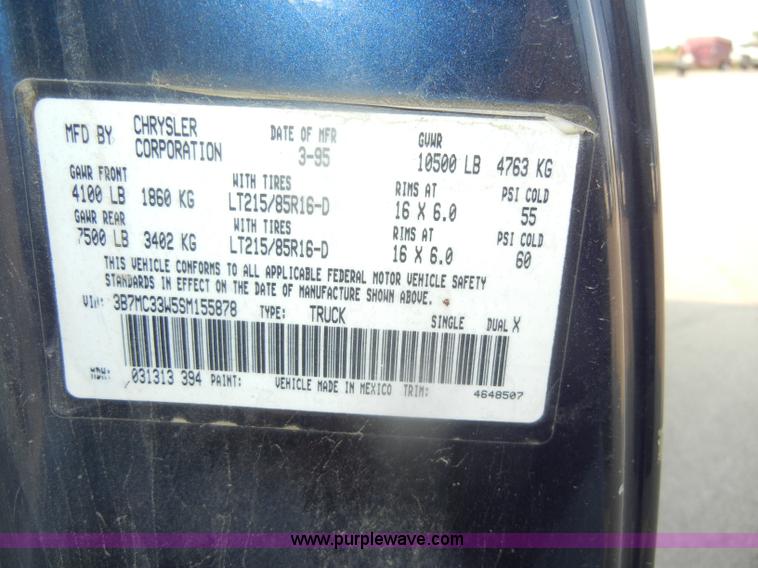 MFD BY CHRYSLER CORPORATION DATE OF MFR 3-95 GVWR 10500 LB 4763 KG
GAWR FRONT WITH TIRES RIMS AT PSI COLD
4100 LB 1860 KG LT215/85R16-D 16 X 6.0 55
GAWR REAR WITH TIRES RIMS AT PSI COLD
7500 LB 3402 KG LT215/85R16-D 16 X 6.0 60
THIS VEHICLE CONFORMS TO ALL APPLICABLE FEDERAL MOTOR VEHICLE SAFETY
STANDARDS IN EFFECT ON THE DATE OF MANUFACTURE SHOWN ABOVE.
VIN: 3B7MC33W5SM155878 TYPE: TRUCK SINGLE DUAL X
031313 394 PAINT: VEHICLE MADE IN MEXICO TRIM: 4648507
www.purplewave.com